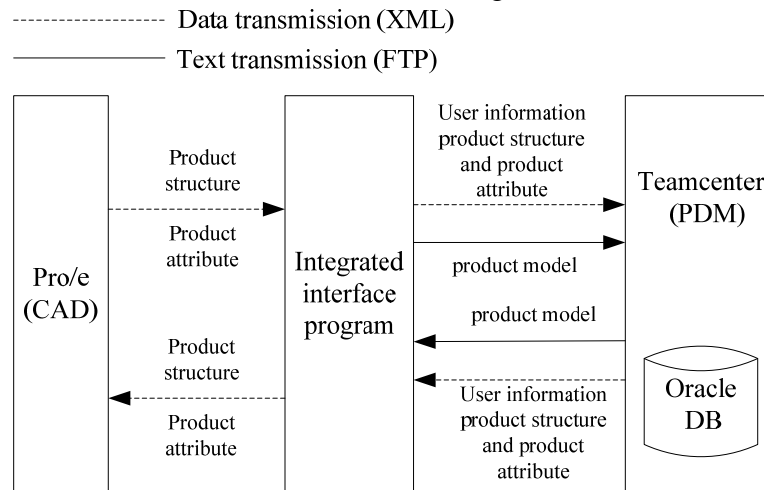 Data transmission (XML)
Text transmission (FTP)
Pro/e
(CAD)
Product
structure
Product
attribute
Product
structure
Product
attribute
Integrated
interface
program
User information
product structure
and product
attribute
product model
product model
User information
product structure
and product
attribute
Teamcenter
(PDM)
Oracle
DB